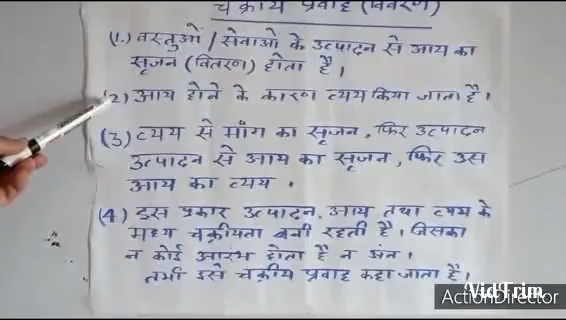 चक्रीय प्रवाह (विवरण)
(1.) वस्तुओं / सेवाओं के उत्पादन से आय का
सृजन (वितरण) होता है।
(2) आय होने के कारण व्यय किया जाता है।
(3) व्यय से माँग का सृजन, फिर उत्पादन
उत्पादन से आय का सृजन, फिर उस
आय का व्यय ।
(4) इस प्रकार उत्पादन, आय तथा व्यय के
मध्य चक्रीयता बनी रहती है। जिसका
न कोई आरंभ होता है न अंत।
तभी इसे चक्रीय प्रवाह कहा जाता है।
VidTrim
ActionDirector